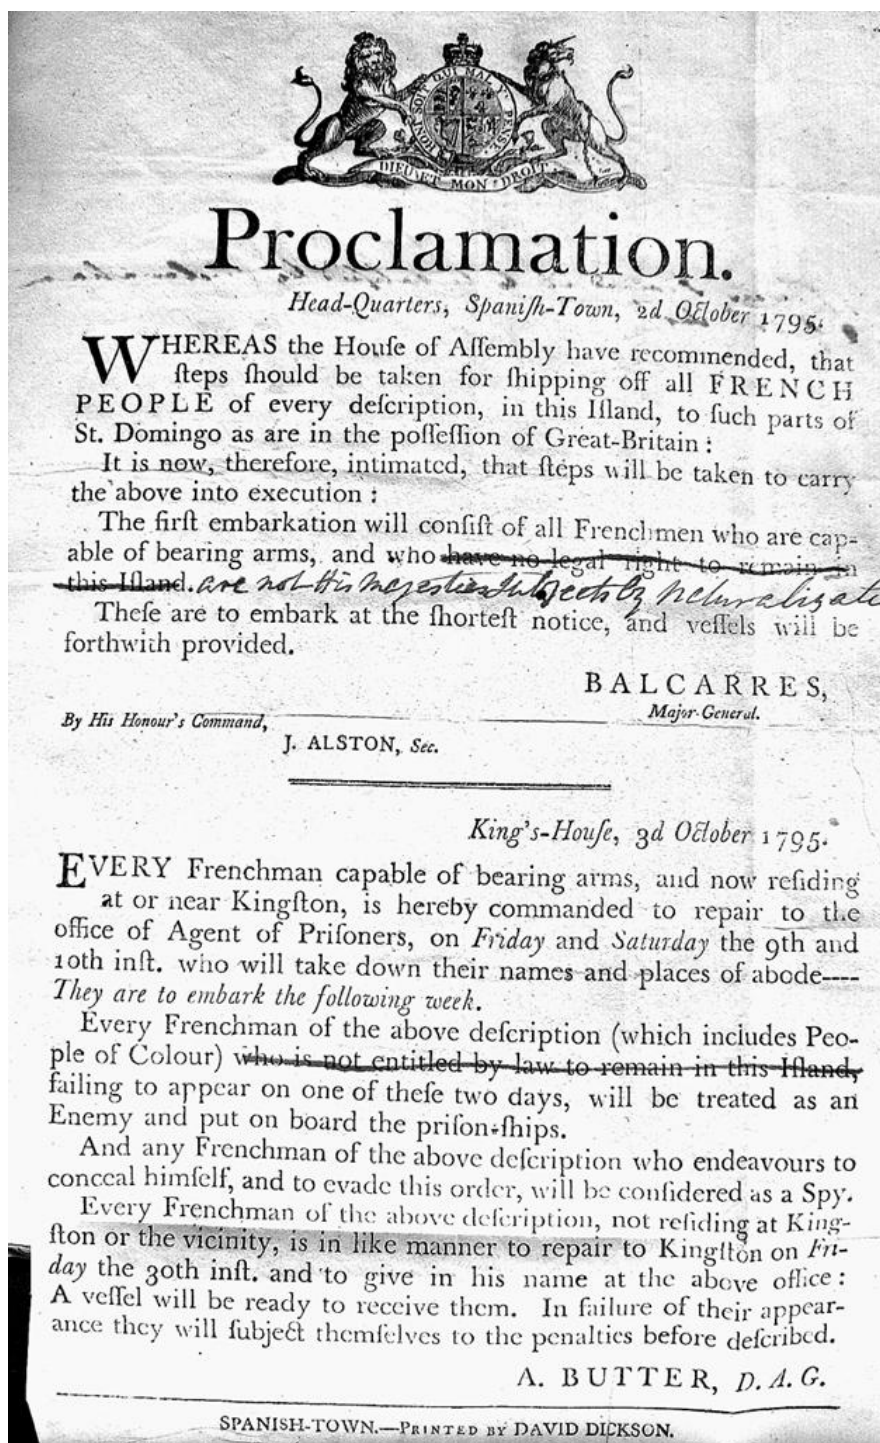 HONI SOIT QUI MAL Y PENSE
DIEU ET MON DROIT
Proclamation.
Head-Quarters, Spaniſh-Town, 2d October 1795.
WHEREAS the Houſe of Aſſembly have recommended, that
ſteps ſhould be taken for ſhipping off all FRENCH
PEOPLE of every deſcription, in this Iſland, to ſuch parts of
St. Domingo as are in the poſſeſſion of Great-Britain :
It is now, therefore, intimated, that ſteps will be taken to carry
the above into execution :
The firſt embarkation will conſiſt of all Frenchmen who are cap-
able of bearing arms, and who have no legal right to remain in
this Iſland. are not His Majesties Subjects by Naturalizati
Theſe are to embark at the ſhorteſt notice, and veſſels will be
forthwith provided.
BALCARRES,
Major-General.
By His Honour's Command,
J. ALSTON, Sec.
King's-Houſe, 3d October 1795.
EVERY Frenchman capable of bearing arms, and now reſiding
at or near Kingſton, is hereby commanded to repair to the
office of Agent of Priſoners, on Friday and Saturday the 9th and
10th inſt. who will take down their names and places of abode----
They are to embark the following week.
Every Frenchman of the above deſcription (which includes Peo-
ple of Colour) who is not entitled by law to remain in this Iſland,
failing to appear on one of theſe two days, will be treated as an
Enemy and put on board the priſon-ſhips.
And any Frenchman of the above deſcription who endeavours to
conceal himſelf, and to evade this order, will be conſidered as a Spy.
Every Frenchman of the above deſcription, not reſiding at King-
ſton or the vicinity, is in like manner to repair to Kingſton on Fri-
day the 30th inſt. and to give in his name at the above office :
A veſſel will be ready to receive them. In failure of their appear-
ance they will ſubject themſelves to the penalties before deſcribed.
A. BUTTER, D. A. G.
SPANISH-TOWN.—PRINTED BY DAVID DICKSON.